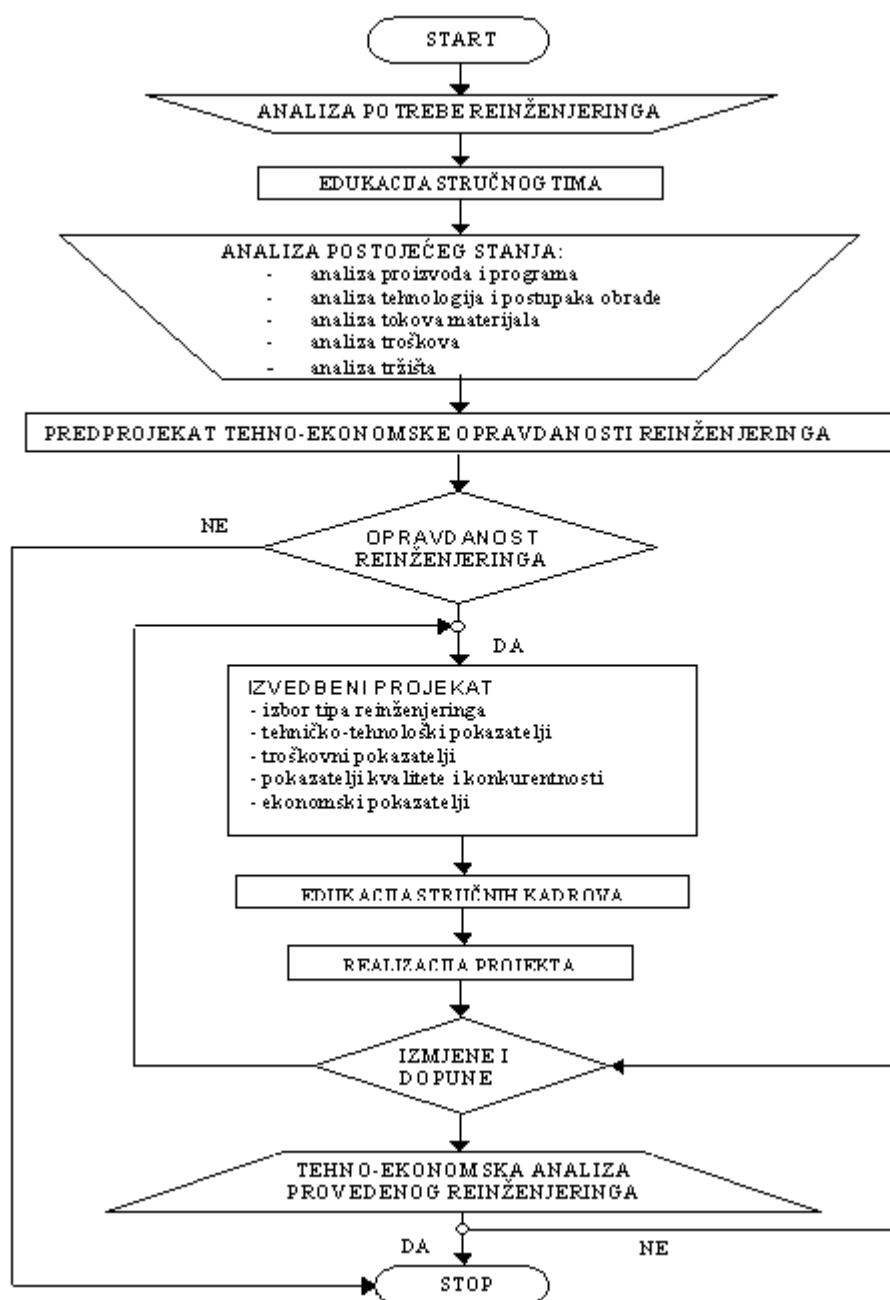 START
ANALIZA POTREBE REINŽENJERINGA
EDUKACIJA STRUČNOG TIMA
ANALIZA POSTOJEĆEG STANJA:
- analiza proizvoda i programa
- analiza tehnologija i postupaka obrade
- analiza tokova materijala
- analiza troškova
- analiza tržišta
PREDPROJEKAT TEHNO-EKONOMSKE OPRAVDANOSTI REINŽENJERINGA
NE
OPRAVDANOST
REINŽENJERINGA
DA
IZVEDBENI PROJEKAT
- izbor tipa reinženjeringa
- tehničko-tehnološki pokazatelji
- troškovni pokazatelji
- pokazatelji kvalitete i konkurentnosti
- ekonomski pokazatelji
EDUKACIJA STRUČNIH KADROVA
REALIZACIJA PROJEKTA
IZMJENE I
DOPUNE
TEHNO-EKONOMSKA ANALIZA
PROVEDENOG REINŽENJERINGA
DA
NE
STOP